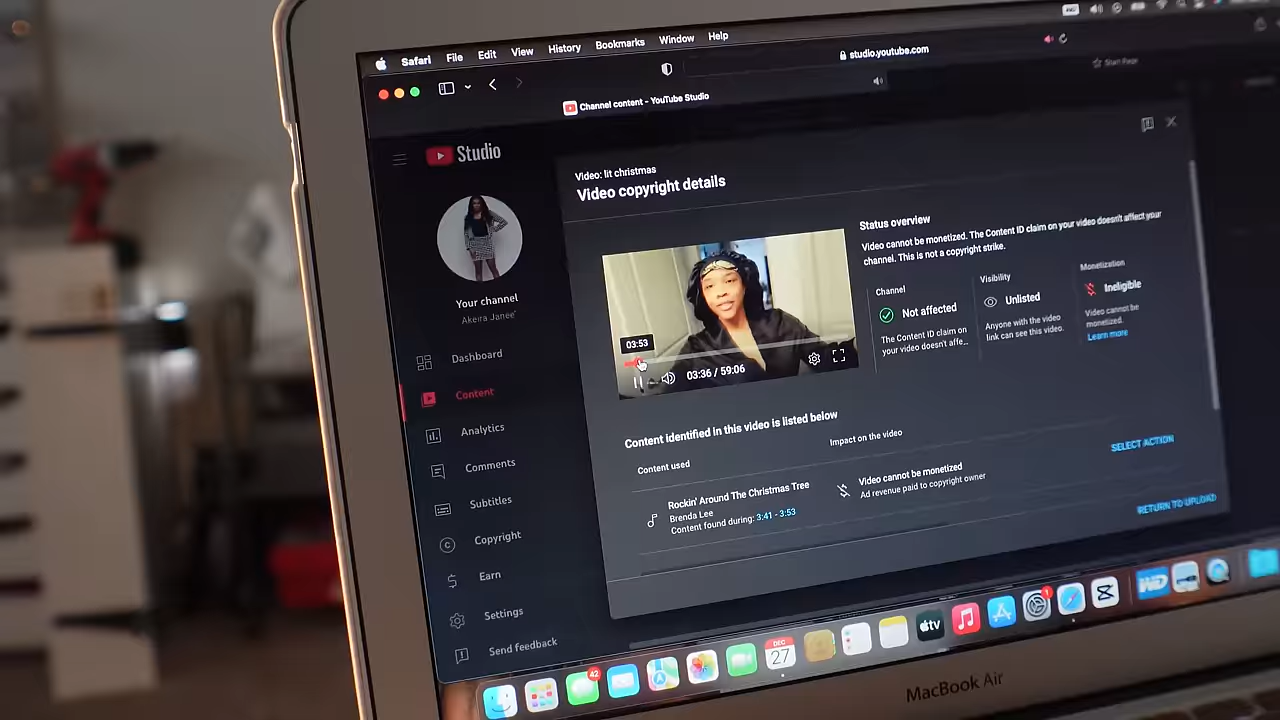 Safari File Edit View History Bookmarks Window Help
studio.youtube.com
Start Page
Channel content - YouTube Studio
Studio
Your channel
Akeira Janee'
Dashboard
Content
Analytics
Comments
Subtitles
Copyright
Earn
Settings
Send feedback
Video: lit christmas
Video copyright details
03:53
03:36 / 59:06
Status overview
Video cannot be monetized. The Content ID claim on your video doesn't affect your
channel. This is not a copyright strike.
Channel
Not affected
The Content ID claim on
your video doesn't affe...
Visibility
Unlisted
Anyone with the video
link can see this video.
Monetization
Ineligible
Video cannot be
monetized.
Learn more
Content identified in this video is listed below
Content used
Impact on the video
Rockin' Around The Christmas Tree
Brenda Lee
Content found during: 3:41 - 3:53
Video cannot be monetized
Ad revenue paid to copyright owner
SELECT ACTION
RETURN TO UPLOAD
42
DEC
27
tv
1
WD
MacBook Air